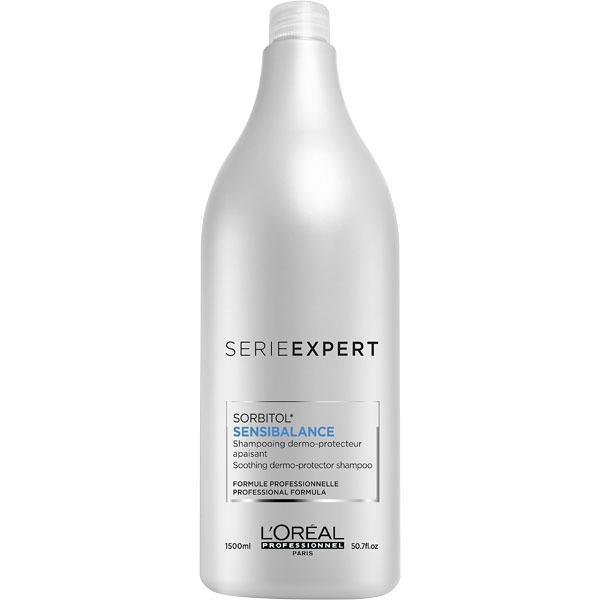 SERIEEXPERT
SORBITOL*
SENSIBALANCE
Shampooing dermo-protecteur
apaisant
Soothing dermo-protector shampoo
FORMULE PROFESSIONNELLE
PROFESSIONAL FORMULA
L'ORÉAL
PROFESSIONNEL
1500ml PARIS 50.7fl.oz